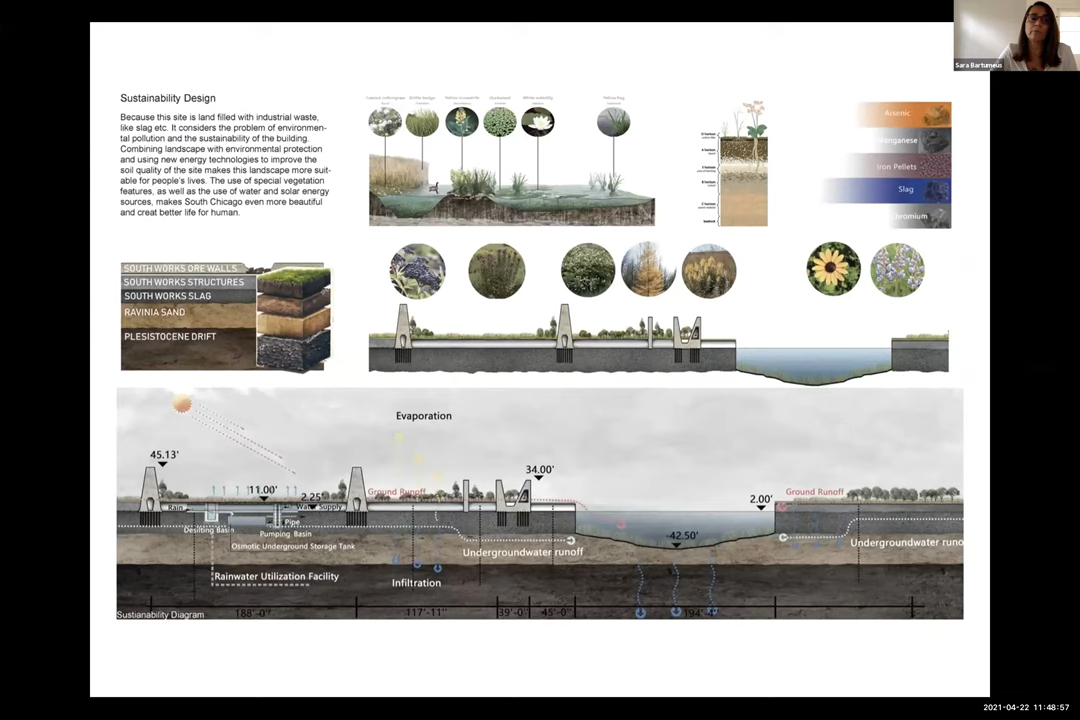 Sara Bartumeus
Sustainability Design
Because this site is land filled with industrial waste,
like slag etc. It considers the problem of environmen-
tal pollution and the sustainability of the building.
Combining landscape with environmental protection
and using new energy technologies to improve the
soil quality of the site makes this landscape more suit-
able for people's lives. The use of special vegetation
features, as well as the use of water and solar energy
sources, makes South Chicago even more beautiful
and creat better life for human.
Arsenic
Manganese
Iron Pellets
Slag
Chromium
SOUTH WORKS ORE WALLS
SOUTH WORKS STRUCTURES
SOUTH WORKS SLAG
RAVINIA SAND
PLESISTOCENE DRIFT
Evaporation
45.13'
34.00'
11.00'
2.25'
Ground Runoff
2.00'
Ground Runoff
Rain
Water Supply
Pipe
Desilting Basin
Pumping Basin
Osmotic Underground Storage Tank
-42.50'
Undergroundwater runoff
Undergroundwater runo
Rainwater Utilization Facility
Infiltration
Sustianability Diagram
188'-0"
117'-11"
39'-0"
45'-0"
194'-4"
2021-04-22 11:48:57